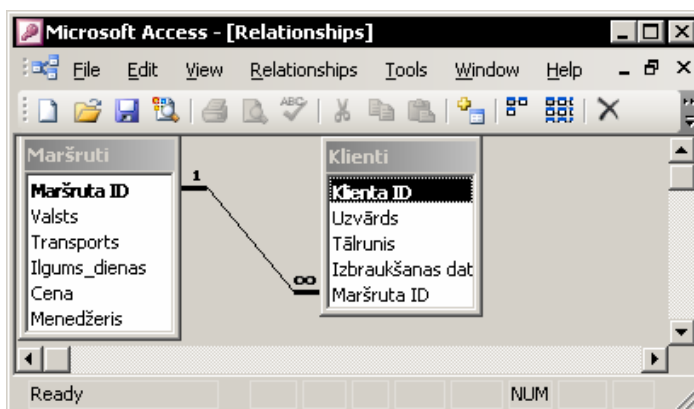 Microsoft Access - [Relationships]
File Edit View Relationships Tools Window Help
ABC
Maršruti
Maršruta ID
Valsts
Transports
Ilgums_dienas
Cena
Menedžeris
1
∞
Klienti
Klienta ID
Uzvārds
Tālrunis
Izbraukšanas dat
Maršruta ID
Ready NUM